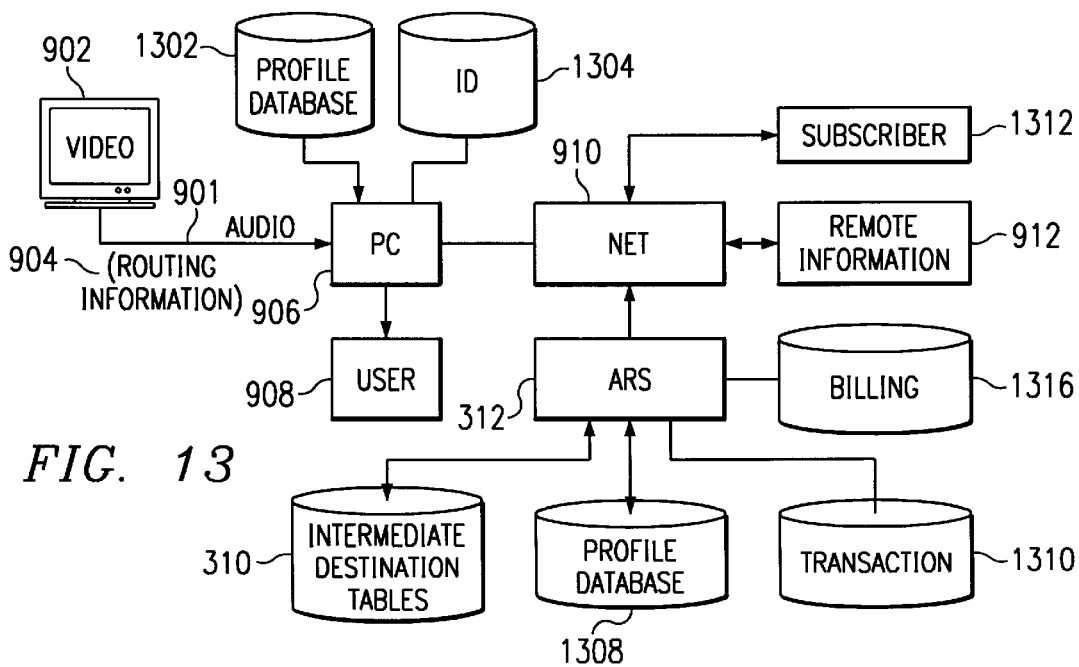 902
1302
PROFILE
DATABASE
ID
1304
VIDEO
910
SUBSCRIBER
1312
901
AUDIO
PC
NET
REMOTE
INFORMATION
912
904
(ROUTING
INFORMATION)
906
USER
908
ARS
312
BILLING
1316
FIG. 13
INTERMEDIATE
DESTINATION
TABLES
310
PROFILE
DATABASE
1308
TRANSACTION
1310